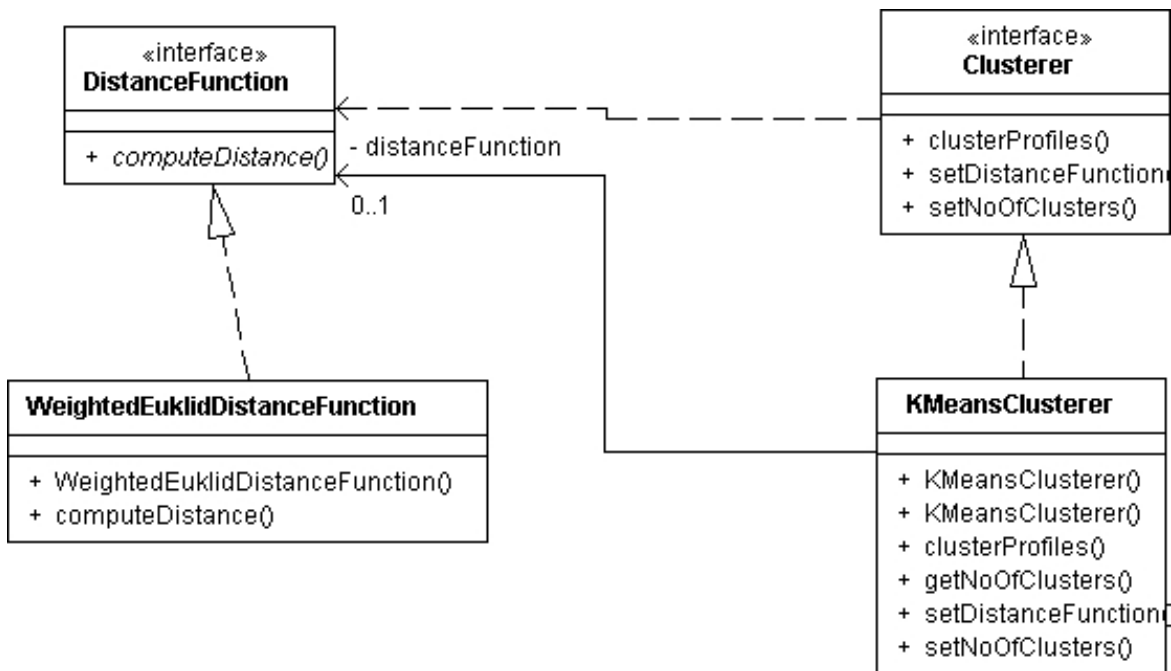 «interface»
DistanceFunction
+ computeDistance()
- distanceFunction
0..1
«interface»
Clusterer
+ clusterProfiles()
+ setDistanceFunction(
+ setNoOfClusters()
WeightedEuklidDistanceFunction
+ WeightedEuklidDistanceFunction()
+ computeDistance()
KMeansClusterer
+ KMeansClusterer()
+ KMeansClusterer()
+ clusterProfiles()
+ getNoOfClusters()
+ setDistanceFunction(
+ setNoOfClusters()